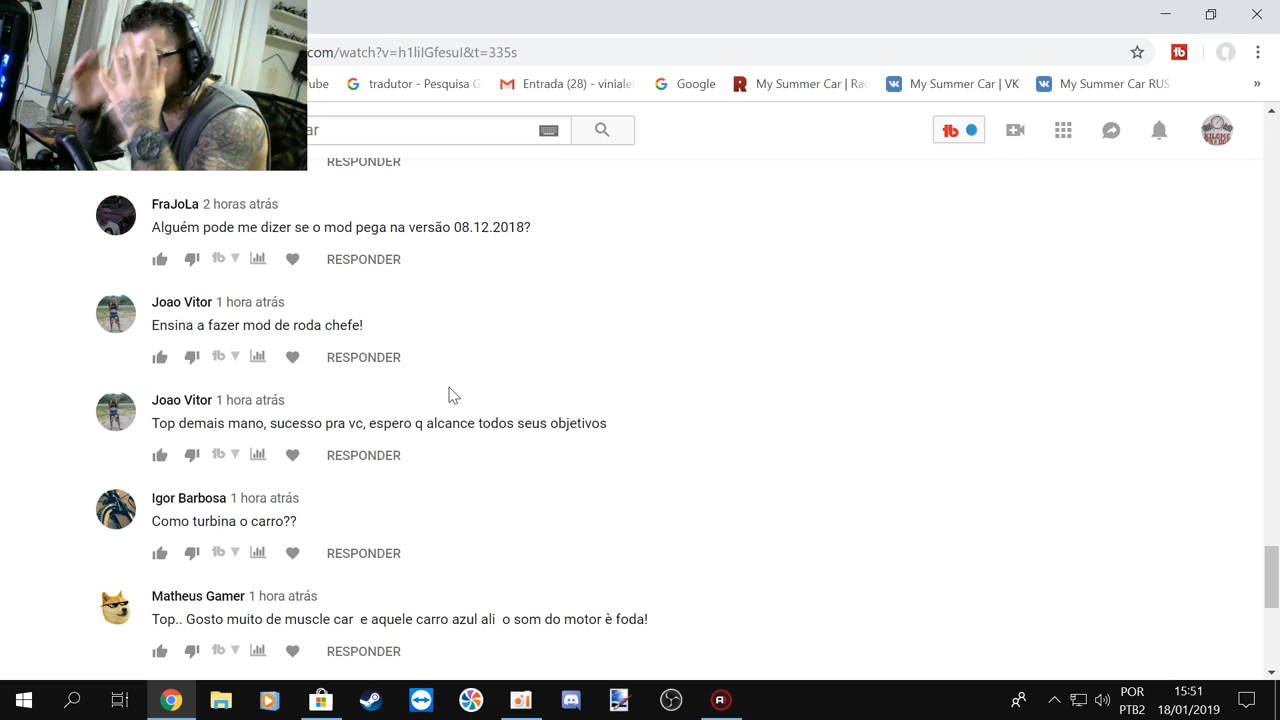 com/watch?v=h1liIGfesuI&t=335s
ube
tradutor - Pesquisa G
Entrada (28) - viniale
Google
My Summer Car | Rac
My Summer Car | VK
My Summer Car RUS
»
ar
RESPONDER
FraJoLa 2 horas atrás
Alguém pode me dizer se o mod pega na versão 08.12.2018?
RESPONDER
Joao Vitor 1 hora atrás
Ensina a fazer mod de roda chefe!
RESPONDER
Joao Vitor 1 hora atrás
Top demais mano, sucesso pra vc, espero q alcance todos seus objetivos
RESPONDER
Igor Barbosa 1 hora atrás
Como turbina o carro??
RESPONDER
Matheus Gamer 1 hora atrás
Top.. Gosto muito de muscle car e aquele carro azul ali o som do motor è foda!
RESPONDER
POR
PTB2
15:51
18/01/2019